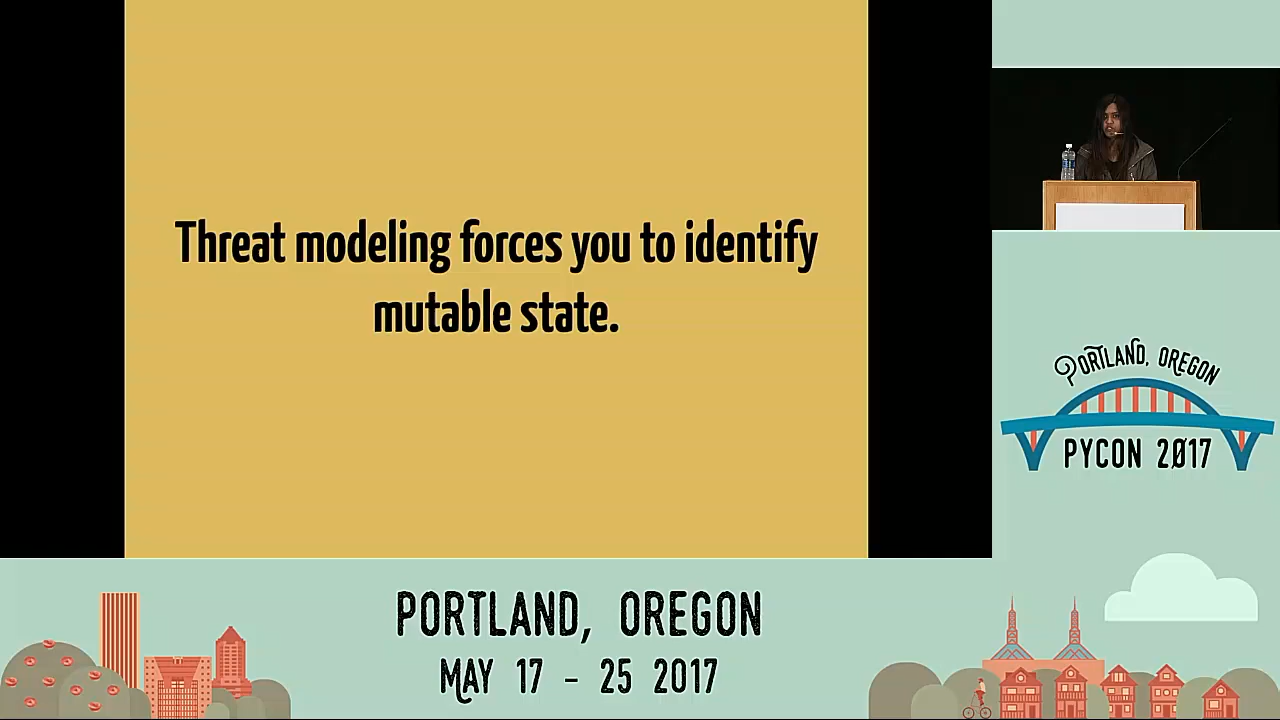 Threat modeling forces you to identify
mutable state.
PORTLAND, OREGON
PYCON 2017
PORTLAND, OREGON
MAY 17 - 25 2017